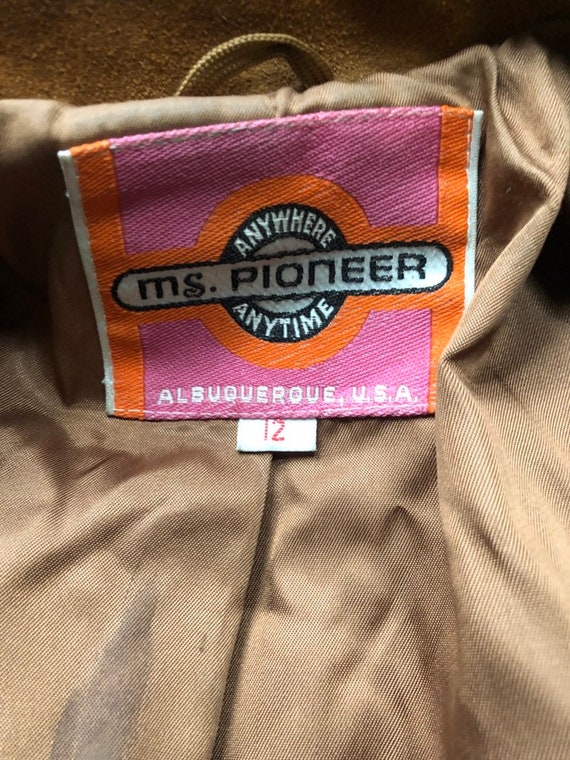 ANYWHERE
ms. PIONEER
ANYTIME
ALBUQUERQUE, U.S.A.
12